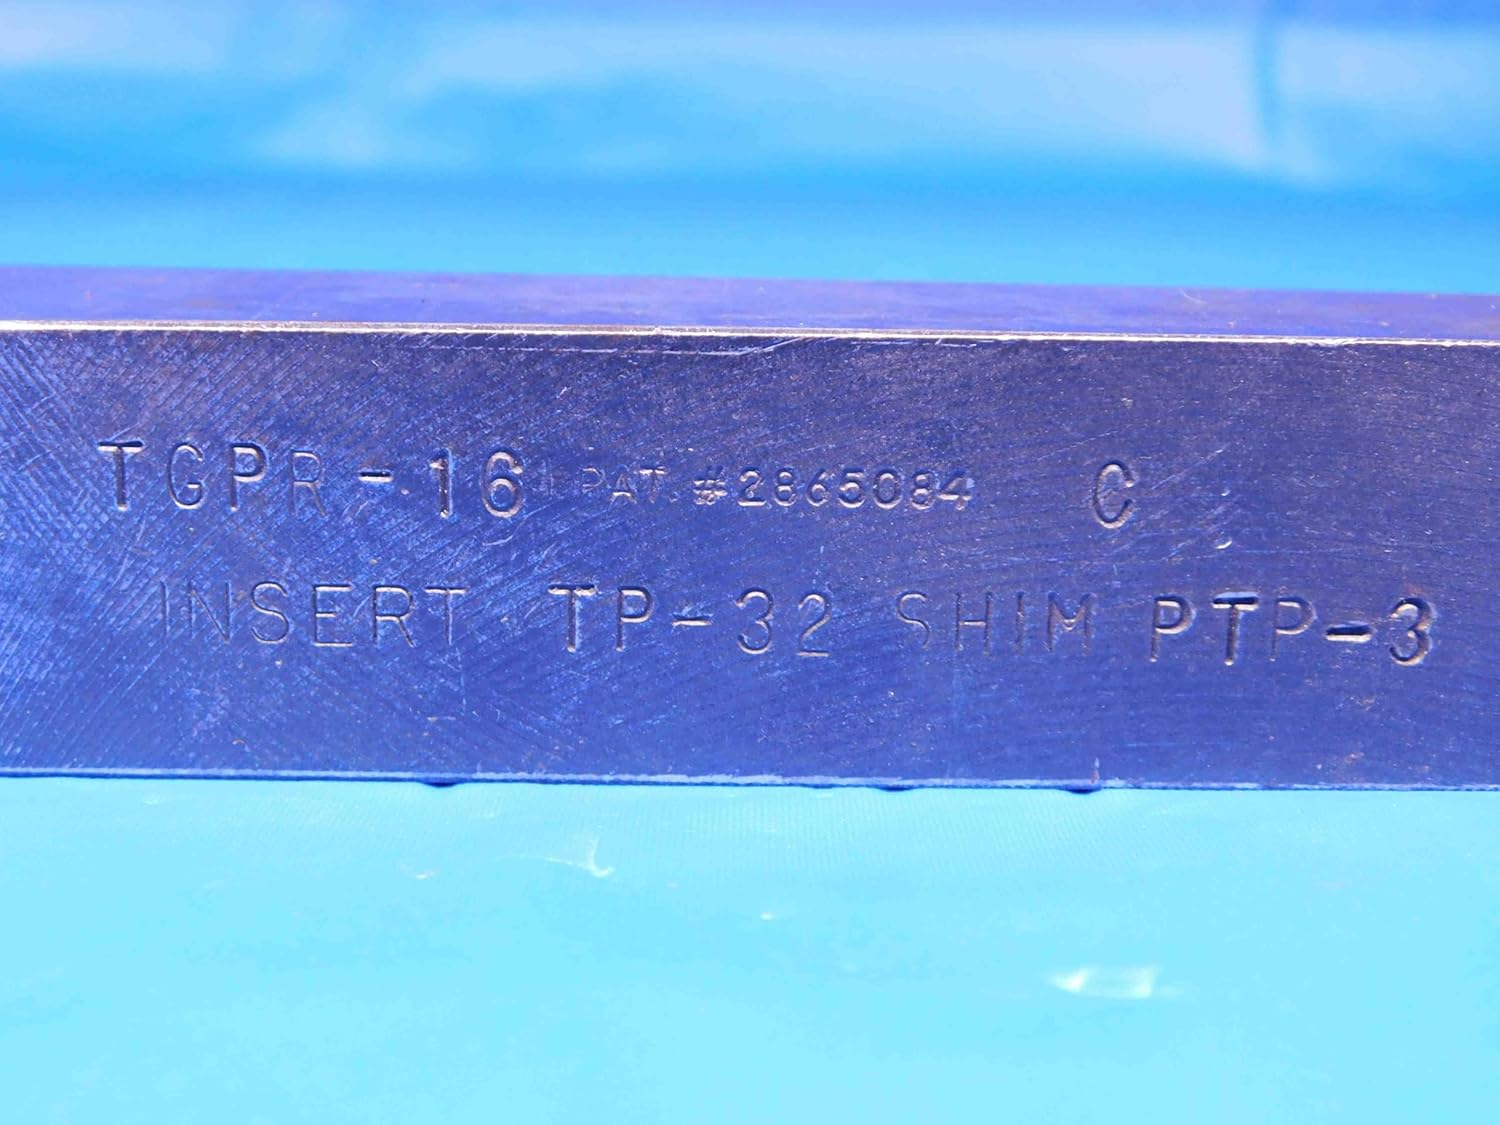 TGPR-16 PAT. #2865084 C
INSERT TP-32 SHIM PTP-3